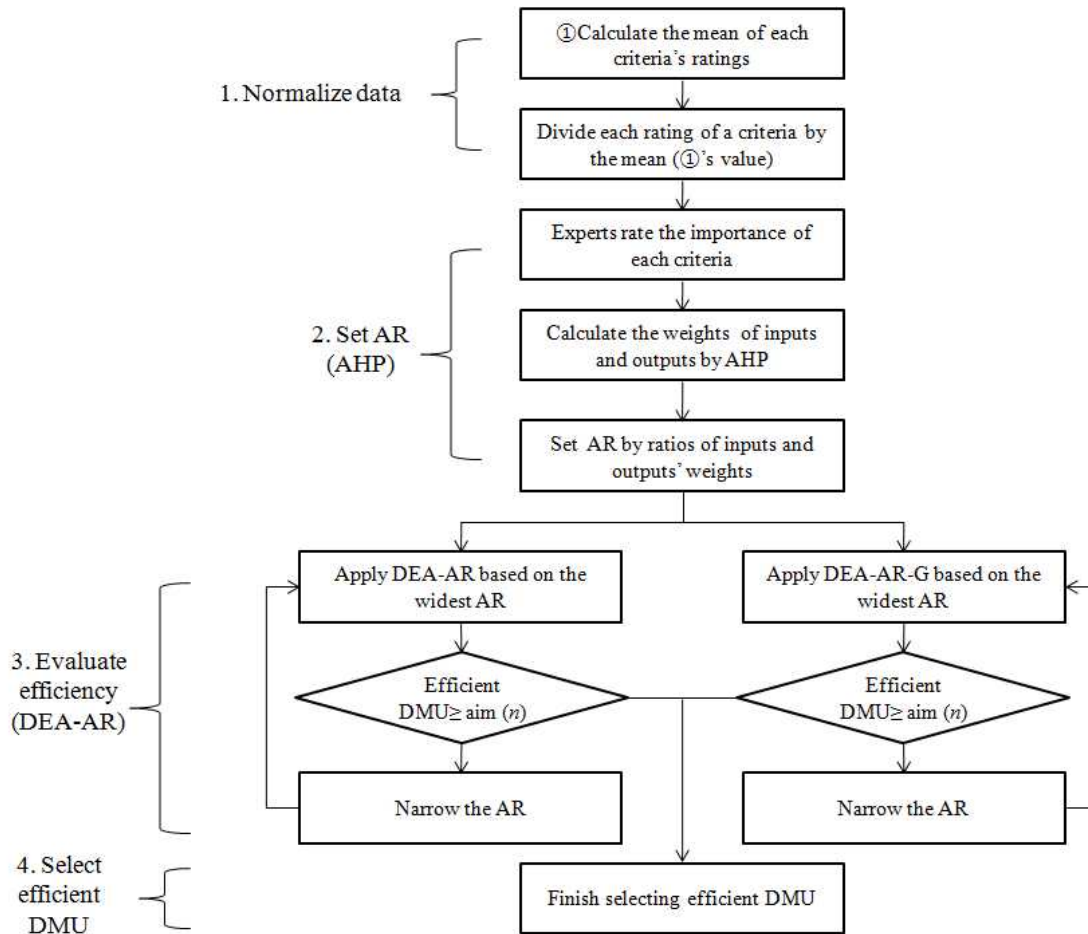 ①Calculate the mean of each
criteria's ratings
1. Normalize data
Divide each rating of a criteria by
the mean (①'s value)
Experts rate the importance of
each criteria
2. Set AR
(AHP)
Calculate the weights of inputs
and outputs by AHP
Set AR by ratios of inputs and
outputs' weights
Apply DEA-AR based on the
widest AR
Apply DEA-AR-G based on the
widest AR
3. Evaluate
efficiency
(DEA-AR)
Efficient
DMU≥ aim (n)
Efficient
DMU≥ aim (n)
Narrow the AR
Narrow the AR
4. Select
efficient
DMU
Finish selecting efficient DMU